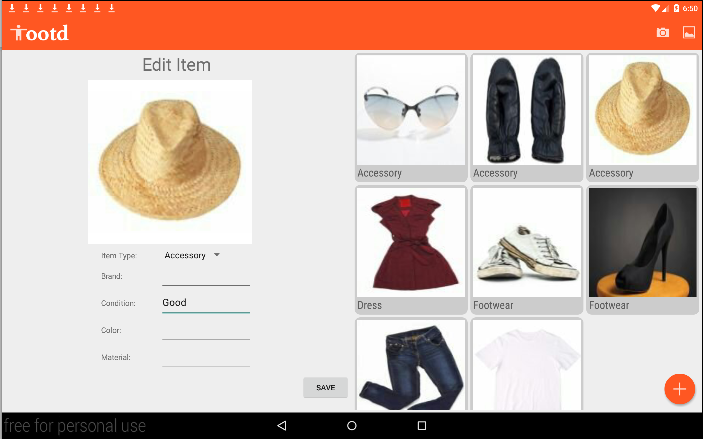 6:50
ootd
Edit Item
Item Type: Accessory
Brand:
Condition: Good
Color:
Material:
SAVE
Accessory
Accessory
Accessory
Dress
Footwear
Footwear
free for personal use